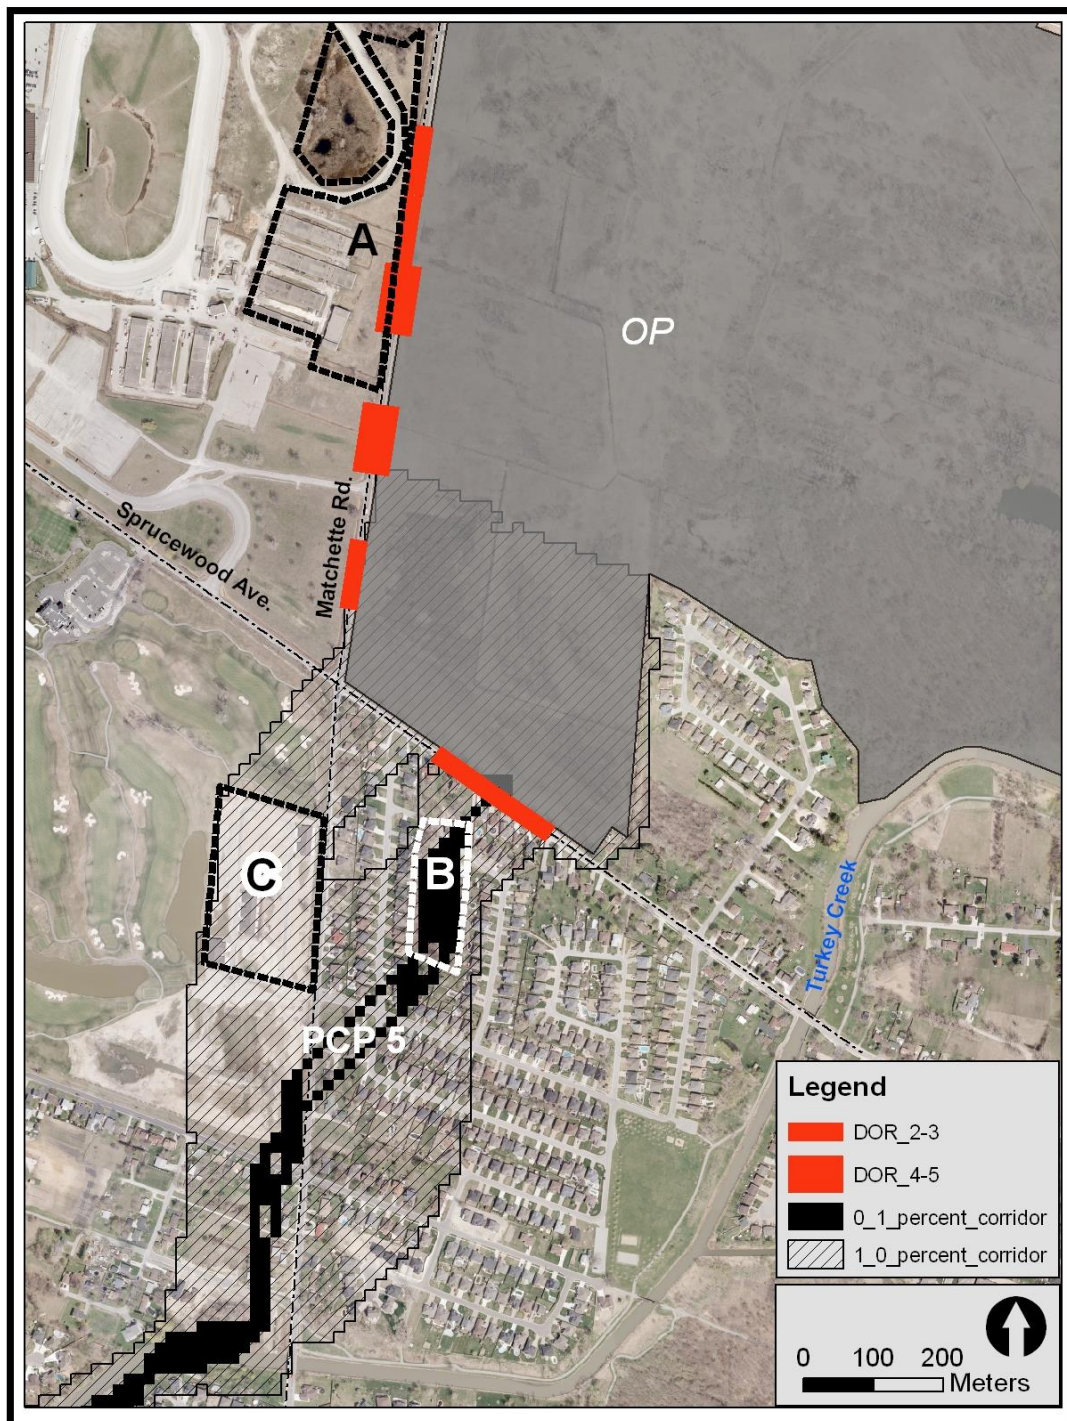 A
OP
Matchette Rd.
Sprucewood Ave.
C
B
Turkey Creek
PCP 5
Legend
DOR_2-3
DOR_4-5
0_1_percent_corridor
1_0_percent_corridor
0 100 200
Meters